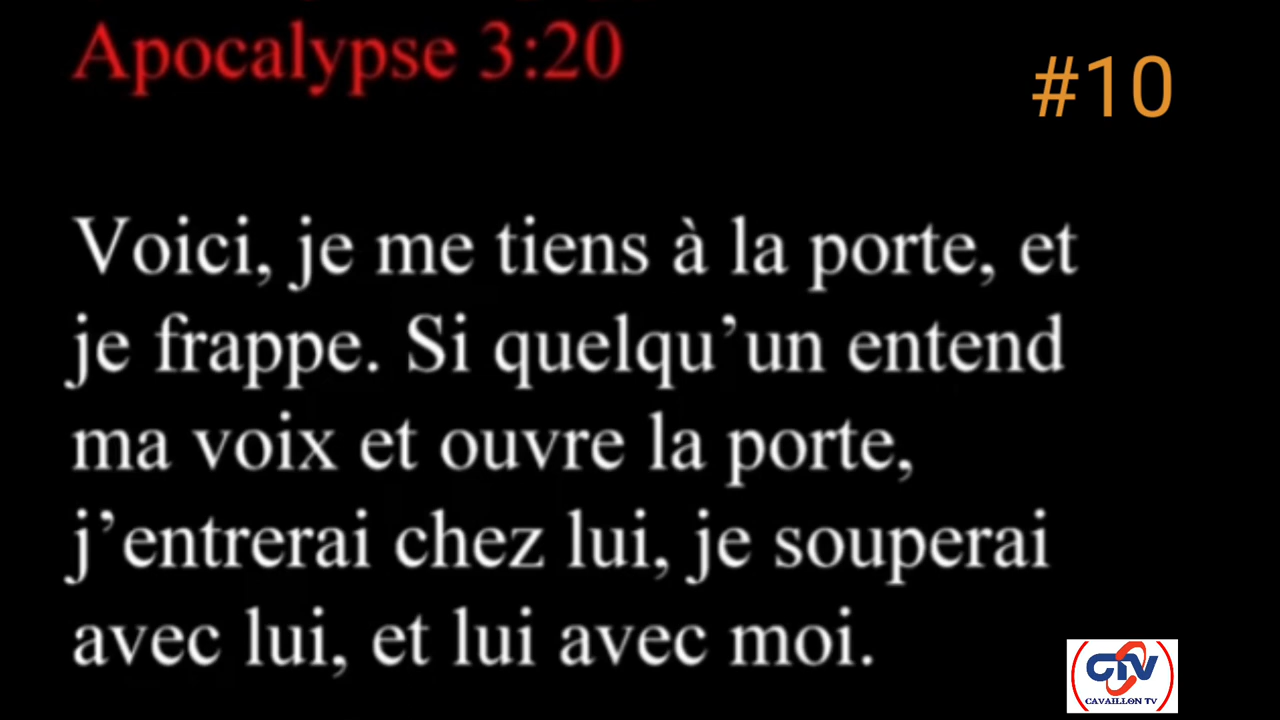 Apocalypse 3:20
#10
Voici, je me tiens à la porte, et
je frappe. Si quelqu’un entend
ma voix et ouvre la porte,
j’entrerai chez lui, je souperai
avec lui, et lui avec moi.
CTV
CAVAILLON TV